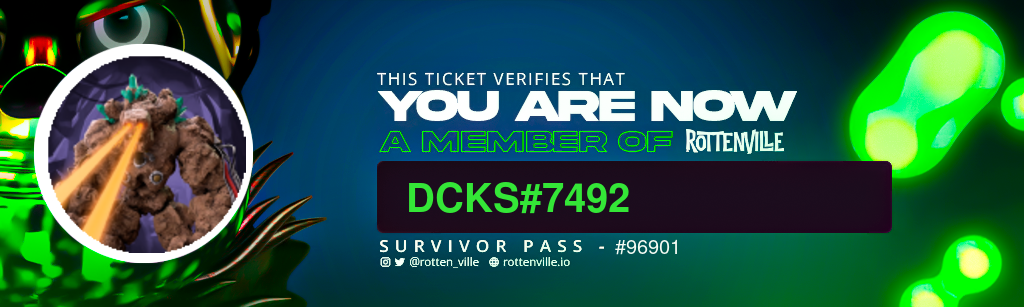 THIS TICKET VERIFIES THAT
YOU ARE NOW
A MEMBER OF ROTTENVILLE
DCKS#7492
SURVIVOR PASS - #96901
@rotten_ville rottenville.io